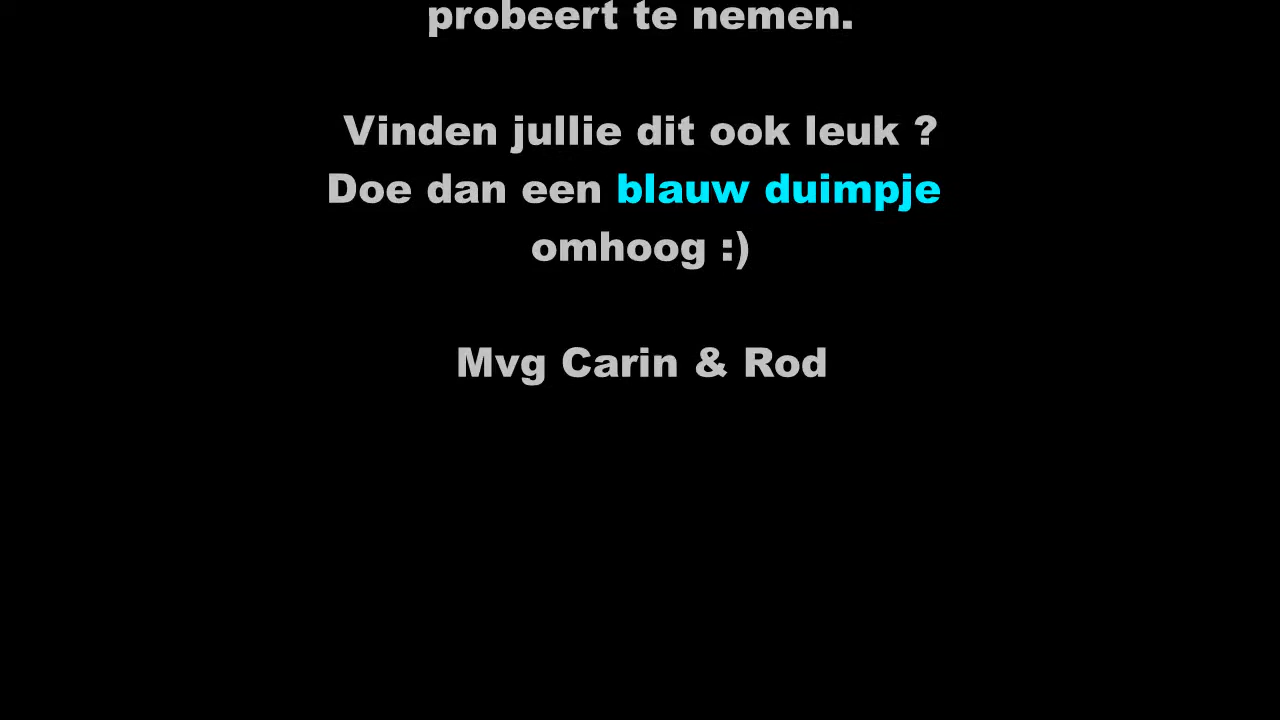 probeert te nemen.
Vinden jullie dit ook leuk ?
Doe dan een blauw duimpje
omhoog :)
Mvg Carin & Rod